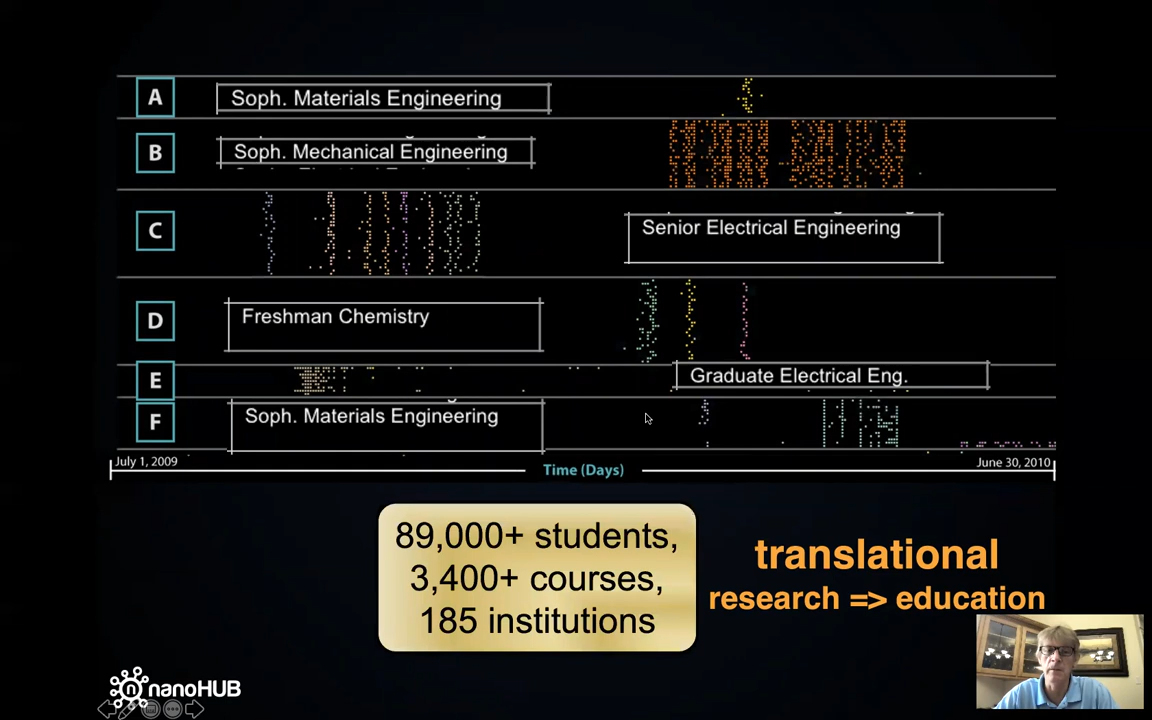 A
Soph. Materials Engineering
B
Soph. Mechanical Engineering
C
Senior Electrical Engineering
D
Freshman Chemistry
E
Graduate Electrical Eng.
F
Soph. Materials Engineering
July 1, 2009
Time (Days)
June 30, 2010
89,000+ students,
3,400+ courses,
185 institutions
translational
research => education
n
nanoHUB